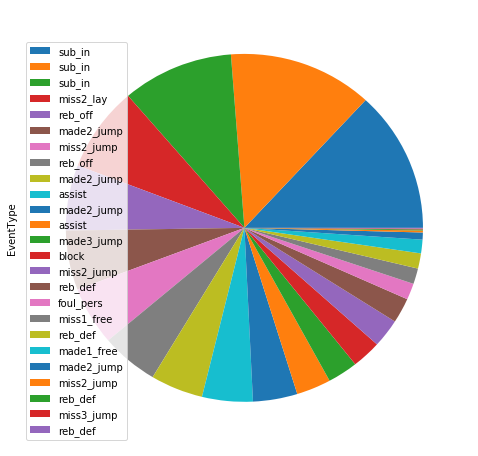 EventType
sub_in
sub_in
sub_in
miss2_lay
reb_off
made2_jump
miss2_jump
reb_off
made2_jump
assist
made2_jump
assist
made3_jump
block
miss2_jump
reb_def
foul_pers
miss1_free
reb_def
made1_free
made2_jump
miss2_jump
reb_def
miss3_jump
reb_def